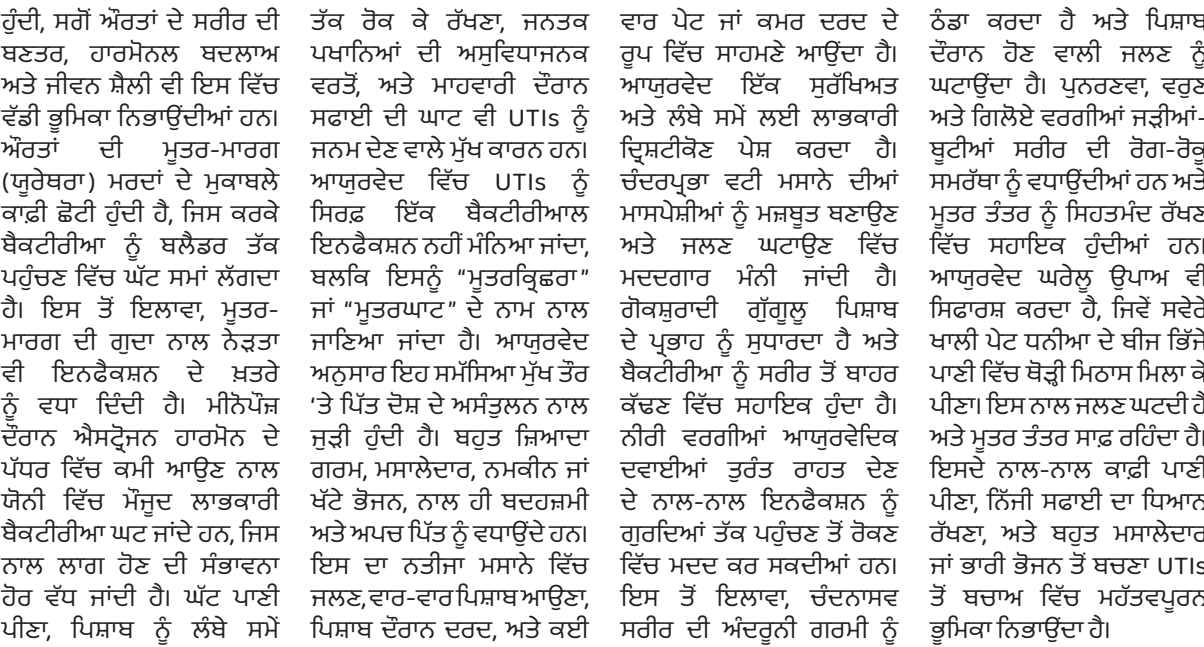 ਹੁੰਦੀ, ਸਗੋਂ ਔਰਤਾਂ ਦੇ ਸਰੀਰ ਦੀ
ਬਣਤਰ, ਹਾਰਮੋਨਲ ਬਦਲਾਅ
ਅਤੇ ਜੀਵਨ ਸ਼ੈਲੀ ਵੀ ਇਸ ਵਿੱਚ
ਵੱਡੀ ਭੂਮਿਕਾ ਨਿਭਾਉਂਦੀਆਂ ਹਨ।
ਔਰਤਾਂ ਦੀ ਮੂਤਰ-ਮਾਰਗ
(ਯੂਰੇਥਰਾ) ਮਰਦਾਂ ਦੇ ਮੁਕਾਬਲੇ
ਕਾਫ਼ੀ ਛੋਟੀ ਹੁੰਦੀ ਹੈ, ਜਿਸ ਕਰਕੇ
ਬੈਕਟੀਰੀਆ ਨੂੰ ਬਲੈਡਰ ਤੱਕ
ਪਹੁੰਚਣ ਵਿੱਚ ਘੱਟ ਸਮਾਂ ਲੱਗਦਾ
ਹੈ। ਇਸ ਤੋਂ ਇਲਾਵਾ, ਮੂਤਰ-
ਮਾਰਗ ਦੀ ਗੁਦਾ ਨਾਲ ਨੇੜਤਾ
ਵੀ ਇਨਫੈਕਸ਼ਨ ਦੇ ਖ਼ਤਰੇ
ਨੂੰ ਵਧਾ ਦਿੰਦੀ ਹੈ। ਮੀਨੋਪੌਜ਼
ਦੌਰਾਨ ਐਸਟ੍ਰੋਜਨ ਹਾਰਮੋਨ ਦੇ
ਪੱਧਰ ਵਿੱਚ ਕਮੀ ਆਉਣ ਨਾਲ
ਯੋਨੀ ਵਿੱਚ ਮੌਜੂਦ ਲਾਭਕਾਰੀ
ਬੈਕਟੀਰੀਆ ਘਟ ਜਾਂਦੇ ਹਨ, ਜਿਸ
ਨਾਲ ਲਾਗ ਹੋਣ ਦੀ ਸੰਭਾਵਨਾ
ਹੋਰ ਵੱਧ ਜਾਂਦੀ ਹੈ। ਘੱਟ ਪਾਣੀ
ਪੀਣਾ, ਪਿਸ਼ਾਬ ਨੂੰ ਲੰਬੇ ਸਮੇਂ
ਤੱਕ ਰੋਕ ਕੇ ਰੱਖਣਾ, ਜਨਤਕ
ਪਖਾਨਿਆਂ ਦੀ ਅਸੁਵਿਧਾਜਨਕ
ਵਰਤੋਂ, ਅਤੇ ਮਾਹਵਾਰੀ ਦੌਰਾਨ
ਸਫਾਈ ਦੀ ਘਾਟ ਵੀ UTIs ਨੂੰ
ਜਨਮ ਦੇਣ ਵਾਲੇ ਮੁੱਖ ਕਾਰਨ ਹਨ।
ਆਯੁਰਵੇਦ ਵਿੱਚ UTIs ਨੂੰ
ਸਿਰਫ਼ ਇੱਕ ਬੈਕਟੀਰੀਆਲ
ਇਨਫੈਕਸ਼ਨ ਨਹੀਂ ਮੰਨਿਆ ਜਾਂਦਾ,
ਬਲਕਿ ਇਸਨੂੰ “ਮੂਤਰਕ੍ਰਿਛਰਾ”
ਜਾਂ “ਮੂਤਰਘਾਟ” ਦੇ ਨਾਮ ਨਾਲ
ਜਾਣਿਆ ਜਾਂਦਾ ਹੈ। ਆਯੁਰਵੇਦ
ਅਨੁਸਾਰ ਇਹ ਸਮੱਸਿਆ ਮੁੱਖ ਤੌਰ
'ਤੇ ਪਿੱਤ ਦੋਸ਼ ਦੇ ਅਸੰਤੁਲਨ ਨਾਲ
ਜੁੜੀ ਹੁੰਦੀ ਹੈ। ਬਹੁਤ ਜ਼ਿਆਦਾ
ਗਰਮ, ਮਸਾਲੇਦਾਰ, ਨਮਕੀਨ ਜਾਂ
ਖੱਟੇ ਭੋਜਨ, ਨਾਲ ਹੀ ਬਦਹਜ਼ਮੀ
ਅਤੇ ਅਪਚ ਪਿੱਤ ਨੂੰ ਵਧਾਉਂਦੇ ਹਨ।
ਇਸ ਦਾ ਨਤੀਜਾ ਮਸਾਨੇ ਵਿੱਚ
ਜਲਣ, ਵਾਰ-ਵਾਰ ਪਿਸ਼ਾਬ ਆਉਣਾ,
ਪਿਸ਼ਾਬ ਦੌਰਾਨ ਦਰਦ, ਅਤੇ ਕਈ
ਵਾਰ ਪੇਟ ਜਾਂ ਕਮਰ ਦਰਦ ਦੇ
ਰੂਪ ਵਿੱਚ ਸਾਹਮਣੇ ਆਉਂਦਾ ਹੈ।
ਆਯੁਰਵੇਦ ਇੱਕ ਸੁਰੱਖਿਅਤ
ਅਤੇ ਲੰਬੇ ਸਮੇਂ ਲਈ ਲਾਭਕਾਰੀ
ਦ੍ਰਿਸ਼ਟੀਕੋਣ ਪੇਸ਼ ਕਰਦਾ ਹੈ।
ਚੰਦਰਪ੍ਰਭਾ ਵਟੀ ਮਸਾਨੇ ਦੀਆਂ
ਮਾਸਪੇਸ਼ੀਆਂ ਨੂੰ ਮਜ਼ਬੂਤ ਬਣਾਉਣ
ਅਤੇ ਜਲਣ ਘਟਾਉਣ ਵਿੱਚ
ਮਦਦਗਾਰ ਮੰਨੀ ਜਾਂਦੀ ਹੈ।
ਗੋਕਸ਼ੁਰਾਦੀ ਗੁੱਗੁਲੂ ਪਿਸ਼ਾਬ
ਦੇ ਪ੍ਰਭਾਹ ਨੂੰ ਸੁਧਾਰਦਾ ਹੈ ਅਤੇ
ਬੈਕਟੀਰੀਆ ਨੂੰ ਸਰੀਰ ਤੋਂ ਬਾਹਰ
ਕੱਢਣ ਵਿੱਚ ਸਹਾਇਕ ਹੁੰਦਾ ਹੈ।
ਨੀਰੀ ਵਰਗੀਆਂ ਆਯੁਰਵੇਦਿਕ
ਦਵਾਈਆਂ ਤੁਰੰਤ ਰਾਹਤ ਦੇਣ
ਦੇ ਨਾਲ-ਨਾਲ ਇਨਫੈਕਸ਼ਨ ਨੂੰ
ਗੁਰਦਿਆਂ ਤੱਕ ਪਹੁੰਚਣ ਤੋਂ ਰੋਕਣ
ਵਿੱਚ ਮਦਦ ਕਰ ਸਕਦੀਆਂ ਹਨ।
ਇਸ ਤੋਂ ਇਲਾਵਾ, ਚੰਦਨਾਸਵ
ਸਰੀਰ ਦੀ ਅੰਦਰੂਨੀ ਗਰਮੀ ਨੂੰ
ਠੰਡਾ ਕਰਦਾ ਹੈ ਅਤੇ ਪਿਸ਼ਾਬ
ਦੌਰਾਨ ਹੋਣ ਵਾਲੀ ਜਲਣ ਨੂੰ
ਘਟਾਉਂਦਾ ਹੈ। ਪੁਨਰਣਵਾ, ਵਰੁਣ
ਅਤੇ ਗਿਲੋਏ ਵਰਗੀਆਂ ਜੜੀਆਂ-
ਬੂਟੀਆਂ ਸਰੀਰ ਦੀ ਰੋਗ-ਰੋਕੂ
ਸਮਰੱਥਾ ਨੂੰ ਵਧਾਉਂਦੀਆਂ ਹਨ ਅਤੇ
ਮੂਤਰ ਤੰਤਰ ਨੂੰ ਸਿਹਤਮੰਦ ਰੱਖਣ
ਵਿੱਚ ਸਹਾਇਕ ਹੁੰਦੀਆਂ ਹਨ।
ਆਯੁਰਵੇਦ ਘਰੇਲੂ ਉਪਾਅ ਵੀ
ਸਿਫਾਰਸ਼ ਕਰਦਾ ਹੈ, ਜਿਵੇਂ ਸਵੇਰੇ
ਖਾਲੀ ਪੇਟ ਧਨੀਆ ਦੇ ਬੀਜ ਭਿੱਜੇ
ਪਾਣੀ ਵਿੱਚ ਥੋੜ੍ਹੀ ਮਿਠਾਸ ਮਿਲਾ ਕੇ
ਪੀਣਾ। ਇਸ ਨਾਲ ਜਲਣ ਘਟਦੀ ਹੈ
ਅਤੇ ਮੂਤਰ ਤੰਤਰ ਸਾਫ਼ ਰਹਿੰਦਾ ਹੈ।
ਇਸਦੇ ਨਾਲ-ਨਾਲ ਕਾਫ਼ੀ ਪਾਣੀ
ਪੀਣਾ, ਨਿੱਜੀ ਸਫਾਈ ਦਾ ਧਿਆਨ
ਰੱਖਣਾ, ਅਤੇ ਬਹੁਤ ਮਸਾਲੇਦਾਰ
ਜਾਂ ਭਾਰੀ ਭੋਜਨ ਤੋਂ ਬਚਣਾ UTIs
ਤੋਂ ਬਚਾਅ ਵਿੱਚ ਮਹੱਤਵਪੂਰਨ
ਭੂਮਿਕਾ ਨਿਭਾਉਂਦਾ ਹੈ।